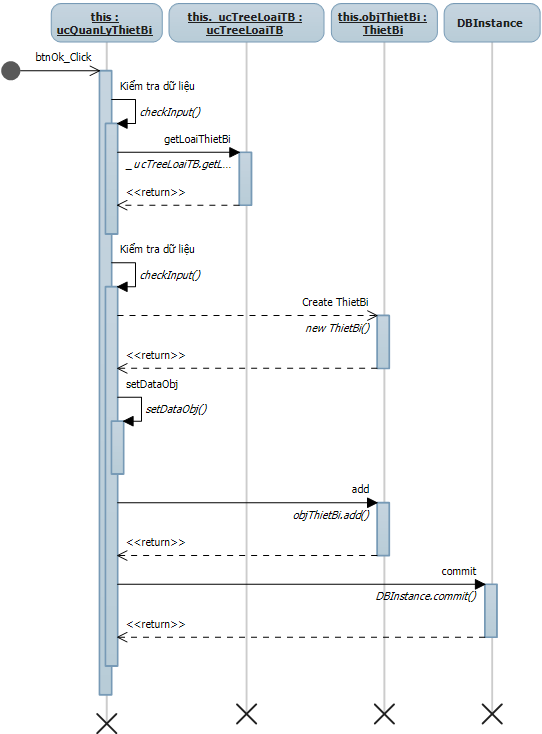 this :
ucQuanLyThietBi
this._ucTreeLoaiTB :
ucTreeLoaiTB
this.objThietBi :
ThietBi
DBInstance
btnOk_Click
Kiểm tra dữ liệu
checkInput()
getLoaiThietBi
_ucTreeLoaiTB.getL...
<<return>>
Kiểm tra dữ liệu
checkInput()
Create ThietBi
new ThietBi()
<<return>>
setDataObj
setDataObj()
add
objThietBi.add()
<<return>>
commit
DBInstance.commit()
<<return>>